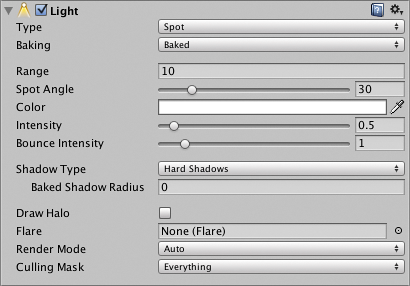 Light
Type Spot
Baking Baked
Range 10
Spot Angle 30
Color
Intensity 0.5
Bounce Intensity 1
Shadow Type Hard Shadows
Baked Shadow Radius 0
Draw Halo
Flare None (Flare)
Render Mode Auto
Culling Mask Everything